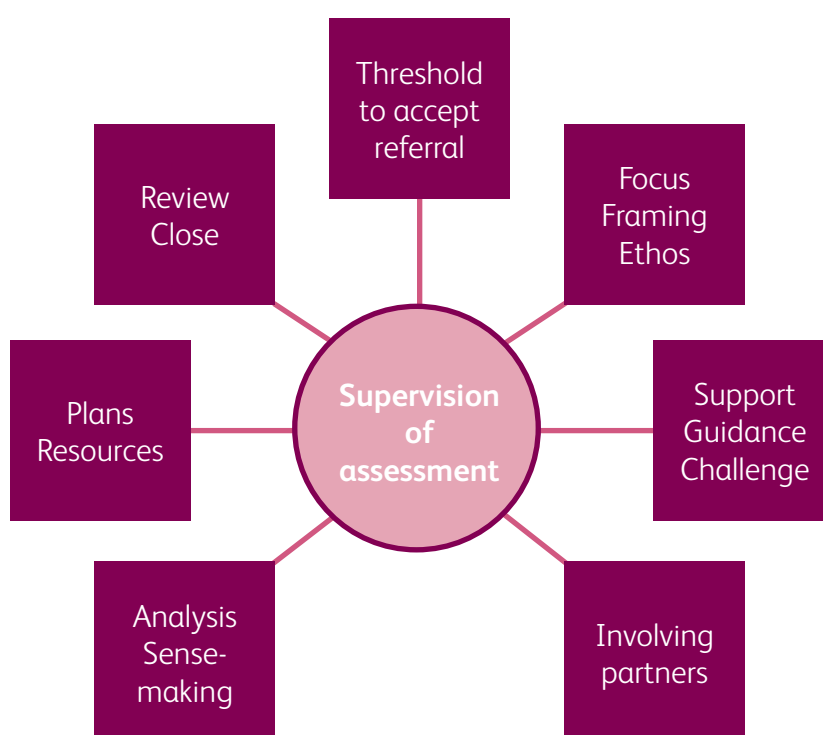 Threshold
to accept
referral
Focus
Framing
Ethos
Support
Guidance
Challenge
Involving
partners
Analysis
Sense-
making
Plans
Resources
Review
Close
Supervision
of
assessment